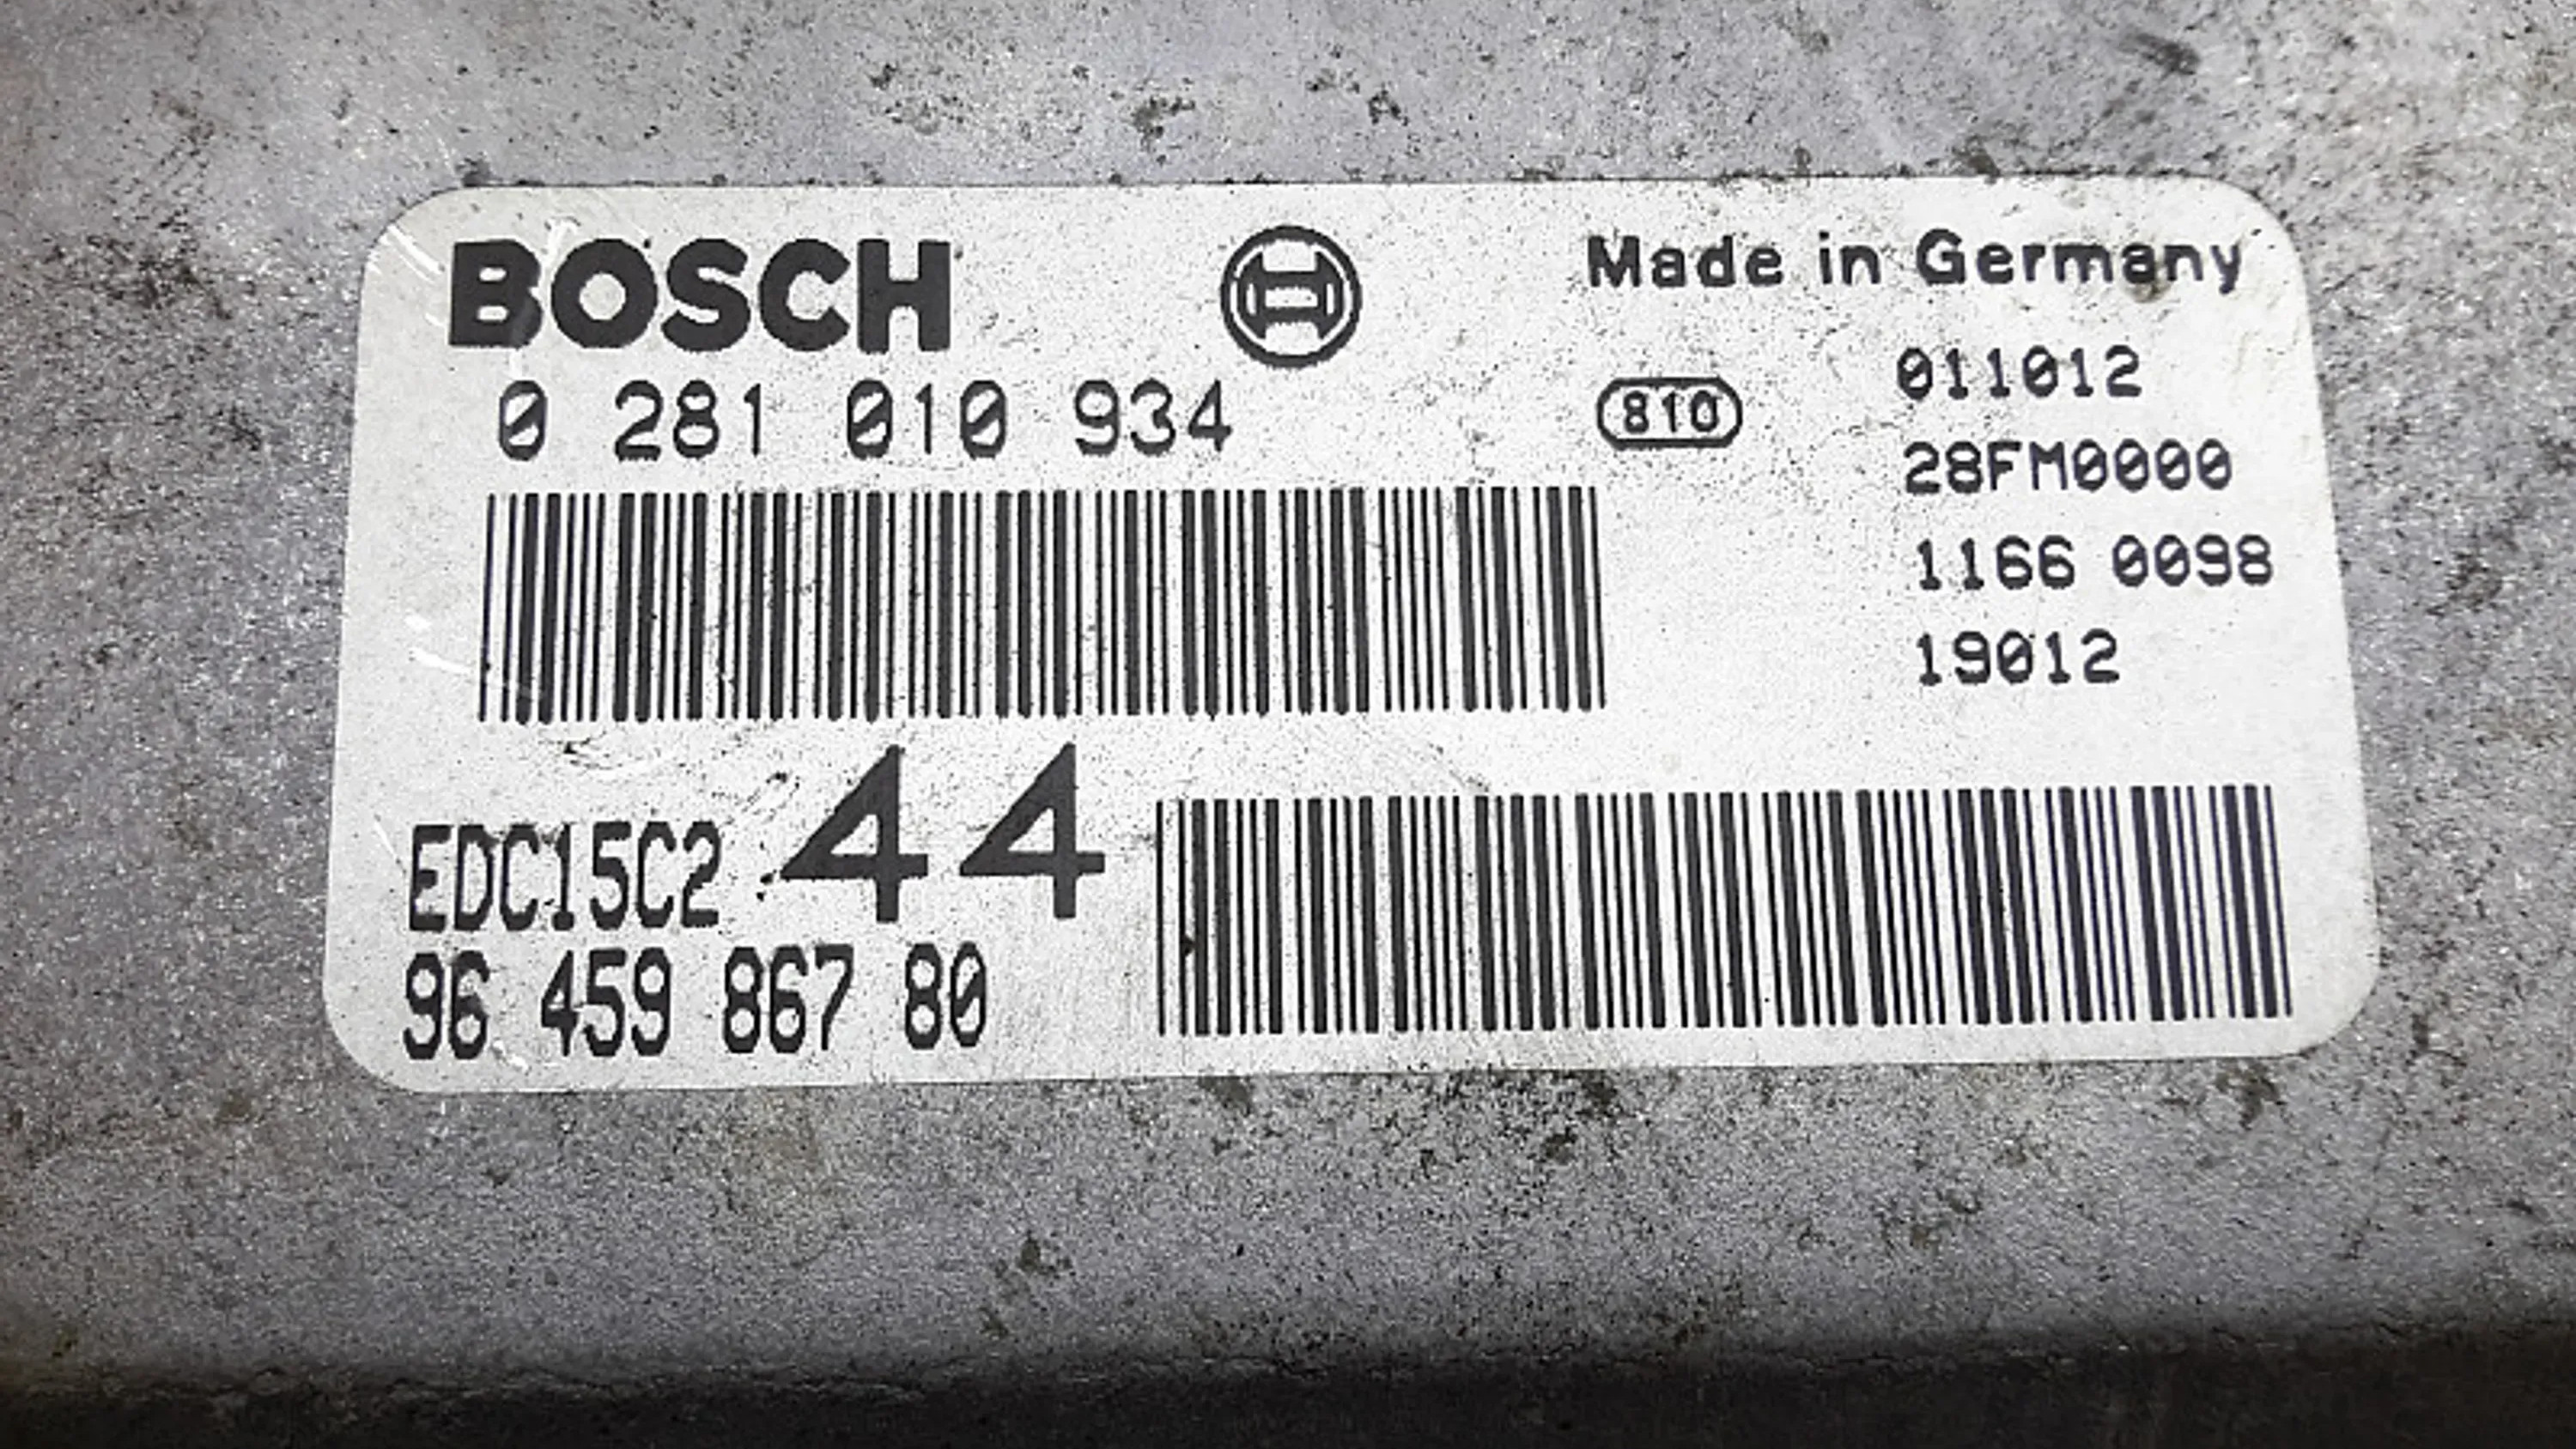 BOSCH
Made in Germany
0 281 010 934
810
011012
28FM0000
1166 0098
19012
EDC15C2 44
96 459 867 80